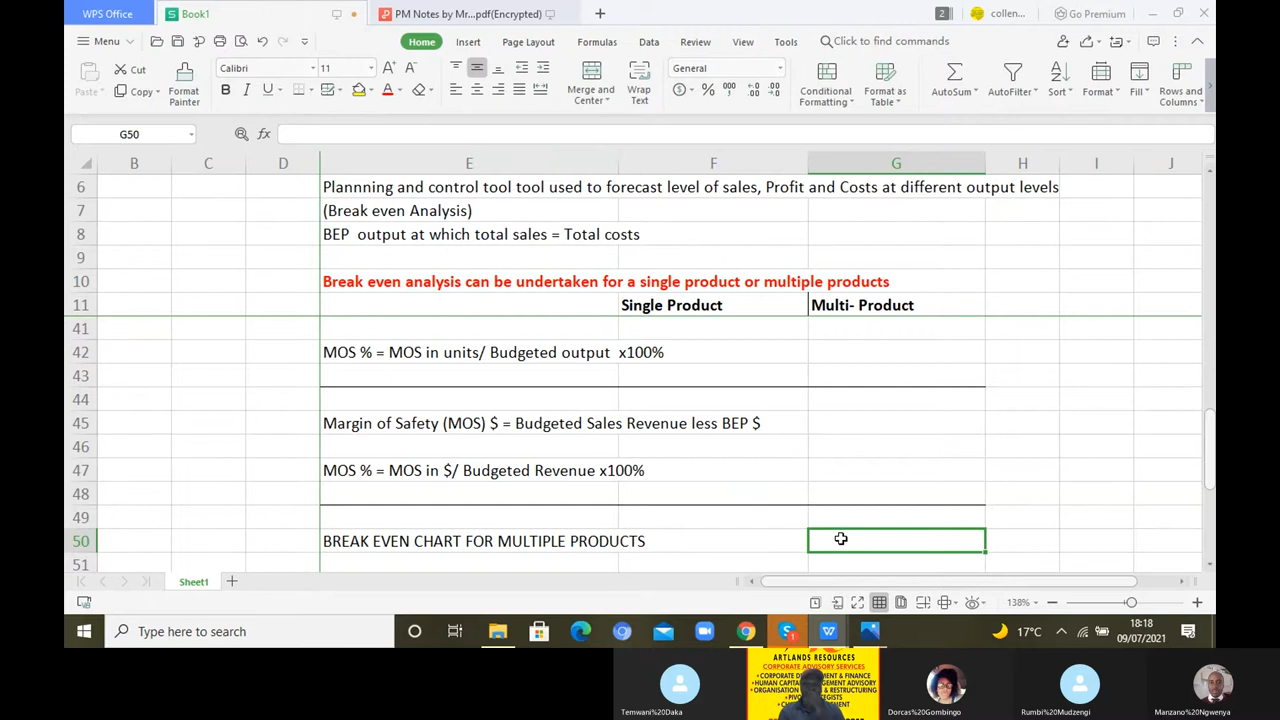 WPS Office Book1 PM Notes by Mr...pdf(Encrypted) 2 collen... Go Premium
Menu Home Insert Page Layout Formulas Data Review View Tools Click to find commands
Paste Cut Copy Format Painter Calibri 11 Merge and Center Wrap Text General Conditional Formatting Format as Table AutoSum AutoFilter Sort Format Fill Rows and Columns
G50 fx
B C D E F G H I J
6 Plannning and control tool tool used to forecast level of sales, Profit and Costs at different output levels
7 (Break even Analysis)
8 BEP output at which total sales = Total costs
9
10 Break even analysis can be undertaken for a single product or multiple products
11 Single Product Multi- Product
41
42 MOS % = MOS in units/ Budgeted output x100%
43
44
45 Margin of Safety (MOS) $ = Budgeted Sales Revenue less BEP $
46
47 MOS % = MOS in $/ Budgeted Revenue x100%
48
49
50 BREAK EVEN CHART FOR MULTIPLE PRODUCTS
51
Sheet1
138%
Type here to search 17°C 18:18
09/07/2021
ARTLANDS RESOURCES
CORPORATE ADVISORY SERVICES
CORPORATE DEVELOPMENT & FINANCE
Temwani%20Daka Dorcas%20Gombingo Rumbi%20Mudzengi Manzano%20Ngwenya